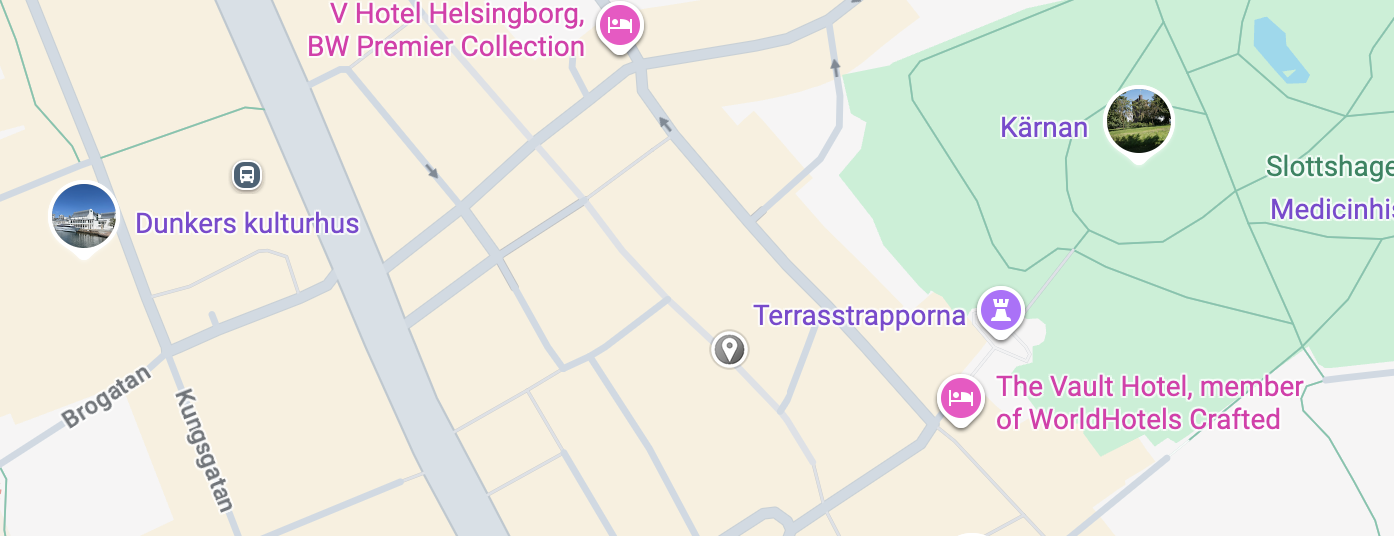 V Hotel Helsingborg,
BW Premier Collection
Kärnan
Slottshage
Medicinhis
Dunkers kulturhus
Terrasstrapporna
The Vault Hotel, member
of WorldHotels Crafted
Brogatan
Kungsgatan